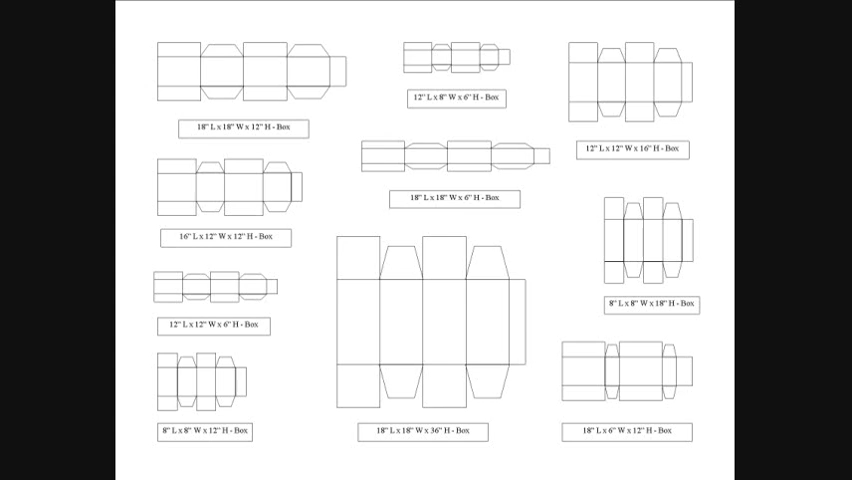 18" L x 18" W x 12" H - Box
12" L x 8" W x 6" H - Box
12" L x 12" W x 16" H - Box
18" L x 18" W x 6" H - Box
16" L x 12" W x 12" H - Box
8" L x 8" W x 18" H - Box
12" L x 12" W x 6" H - Box
8" L x 8" W x 12" H - Box
18" L x 18" W x 36" H - Box
18" L x 6" W x 12" H - Box